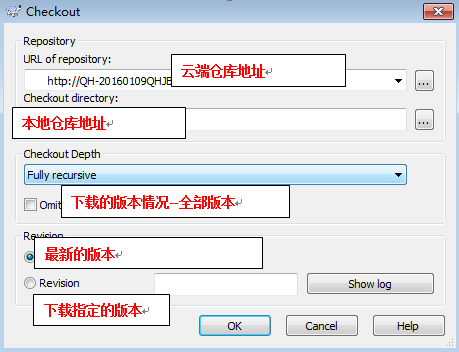 Checkout
Repository
URL of repository:
http://QH-20160109QHJB
云端仓库地址
Checkout directory:
本地仓库地址
Checkout Depth
Fully recursive
Omit
下载的版本情况--全部版本
Revision
最新的版本
Revision
Show log
下载指定的版本
OK Cancel Help